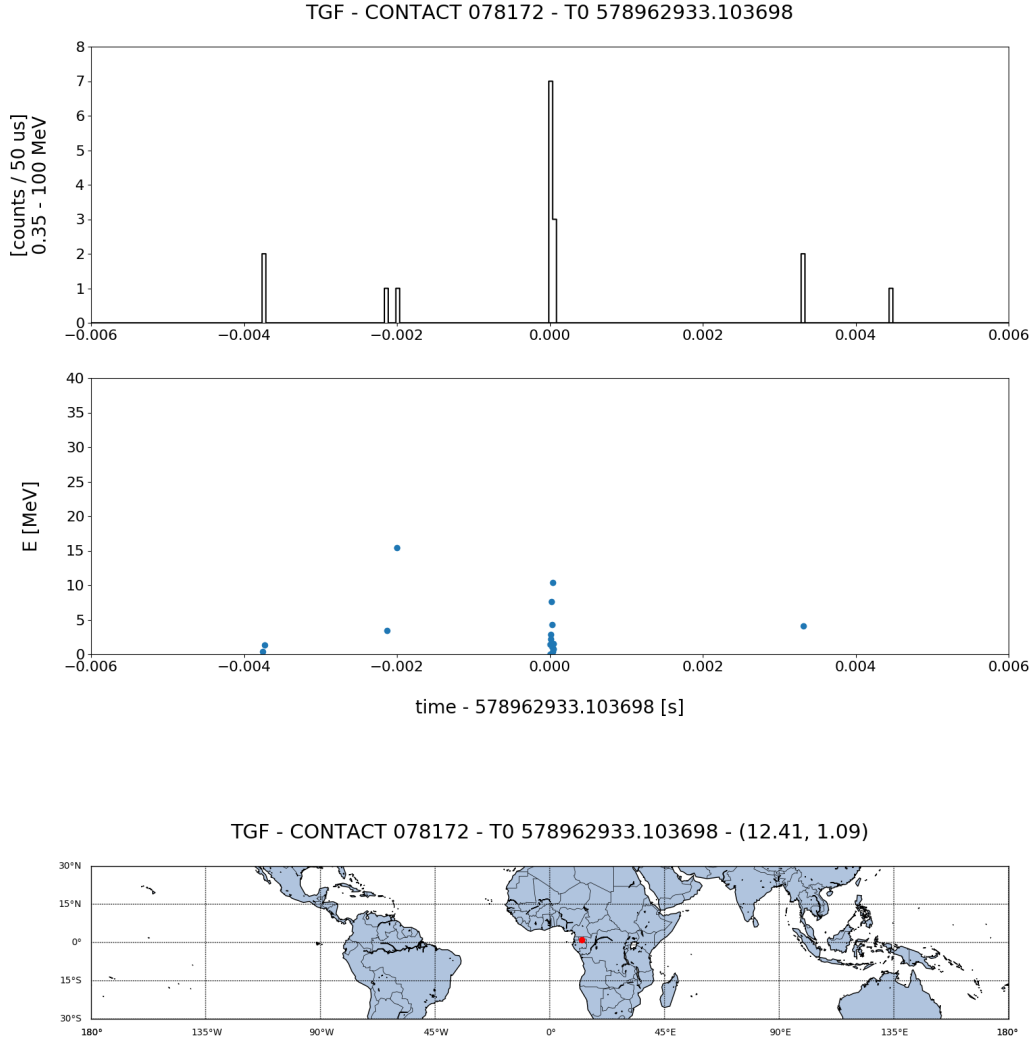 TGF - CONTACT 078172 - T0 578962933.103698
8
7
6
5
4
3
2
1
0
[counts / 50 us]
0.35 - 100 MeV
−0.006 −0.004 −0.002 0.000 0.002 0.004 0.006
40
35
30
25
20
15
10
5
0
E [MeV]
−0.006 −0.004 −0.002 0.000 0.002 0.004 0.006
time - 578962933.103698 [s]
TGF - CONTACT 078172 - T0 578962933.103698 - (12.41, 1.09)
30°N
15°N
0°
15°S
30°S
180° 135°W 90°W 45°W 0° 45°E 90°E 135°E 180°